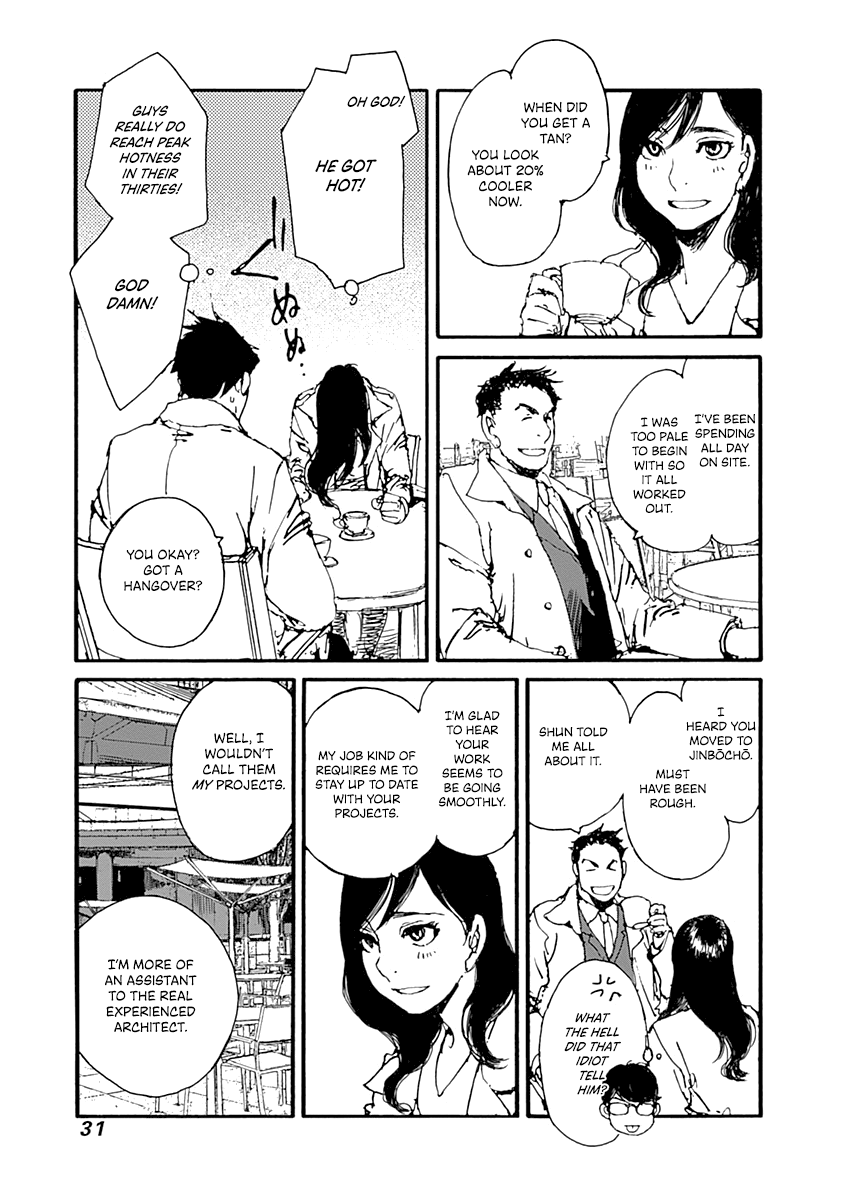 WHEN DID
YOU GET A
TAN?
YOU LOOK
ABOUT 20%
COOLER
NOW.
I'VE BEEN
SPENDING
ALL DAY
ON SITE.
I WAS
TOO PALE
TO BEGIN
WITH SO
IT ALL
WORKED
OUT.
OH GOD!
HE GOT
HOT!
GUYS
REALLY DO
REACH PEAK
HOTNESS
IN THEIR
THIRTIES!
GOD
DAMN!
ぬぬ…
YOU OKAY?
GOT A
HANGOVER?
I
HEARD YOU
MOVED TO
JINBŌCHŌ.
MUST
HAVE BEEN
ROUGH.
SHUN TOLD
ME ALL
ABOUT IT.
WHAT
THE HELL
DID THAT
IDIOT
TELL
HIM?
I'M GLAD
TO HEAR
YOUR
WORK
SEEMS TO
BE GOING
SMOOTHLY.
MY JOB KIND OF
REQUIRES ME TO
STAY UP TO DATE
WITH YOUR
PROJECTS.
WELL, I
WOULDN'T
CALL THEM
MY PROJECTS.
I'M MORE OF
AN ASSISTANT
TO THE REAL
EXPERIENCED
ARCHITECT.
31